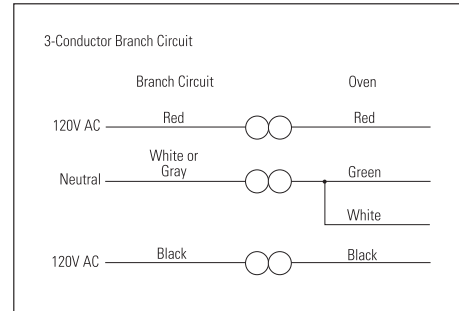 3-Conductor Branch Circuit
Branch Circuit Oven
120V AC Red Red
White or
Neutral Gray Green
White
120V AC Black Black